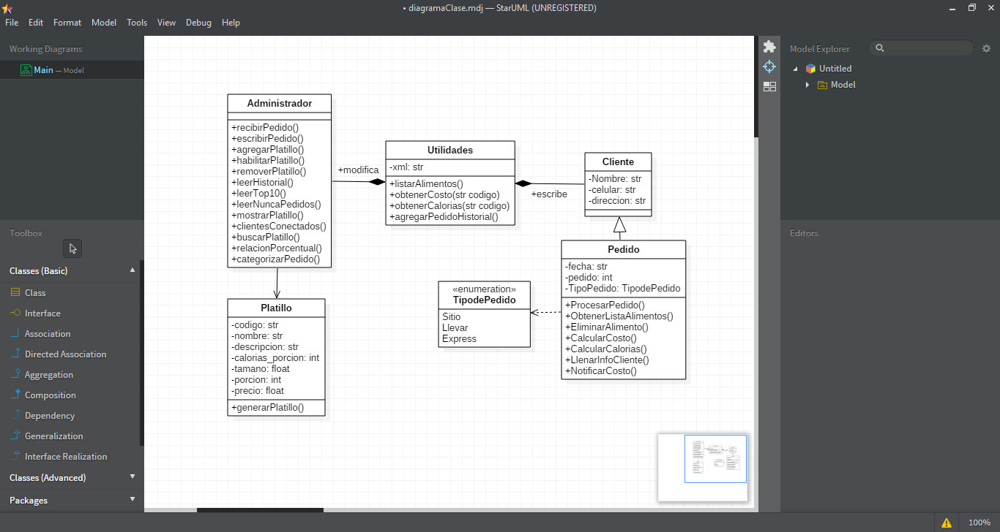 • diagramaClase.mdj — StarUML (UNREGISTERED)
File Edit Format Model Tools View Debug Help
Working Diagrams
Main — Model
Toolbox
Classes (Basic)
Class
Interface
Association
Directed Association
Aggregation
Composition
Dependency
Generalization
Interface Realization
Classes (Advanced)
Packages
Administrador
+recibirPedido()
+escribirPedido()
+agregarPlatillo()
+habilitarPlatillo()
+removerPlatillo()
+leerHistorial()
+leerTop10()
+leerNuncaPedidos()
+mostrarPlatillo()
+clientesConectados()
+buscarPlatillo()
+relacionPorcentual()
+categorizarPedido()
+modifica
Utilidades
-xml: str
+listarAlimentos()
+obtenerCosto(str codigo)
+obtenerCalorias(str codigo)
+agregarPedidoHistorial()
+escribe
Cliente
-Nombre: str
-celular: str
-direccion: str
Platillo
-codigo: str
-nombre: str
-descripcion: str
-calorias_porcion: int
-tamano: float
-porcion: int
-precio: float
+generarPlatillo()
«enumeration»
TipodePedido
Sitio
Llevar
Express
Pedido
-fecha: str
-pedido: int
-TipoPedido: TipodePedido
+ProcesarPedido()
+ObtenerListaAlimentos()
+EliminarAlimento()
+CalcularCosto()
+CalcularCalorias()
+LlenarInfoCliente()
+NotificarCosto()
Model Explorer
Untitled
Model
Editors
100%